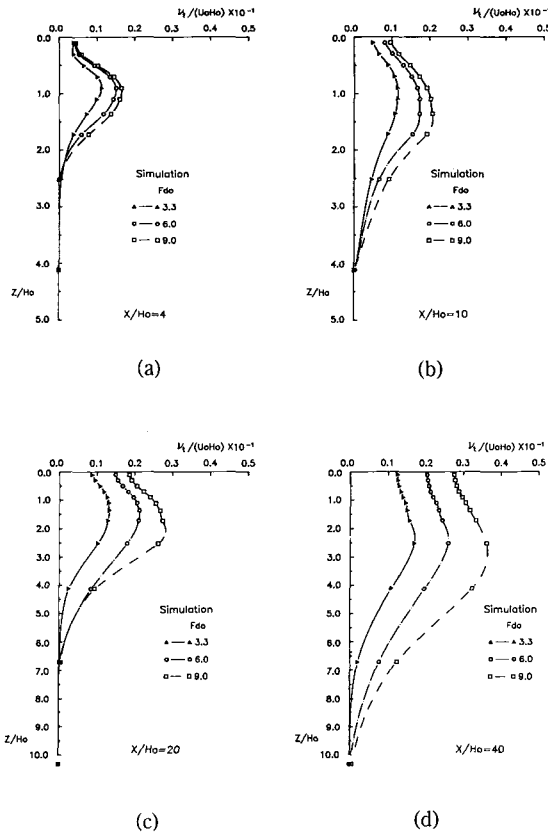 ν_t/(UoHo) X10⁻¹
0.0 0.1 0.2 0.3 0.4 0.5
0.0
1.0
2.0
3.0
4.0
5.0
Z/Ho
Simulation
Fdo
3.3
6.0
9.0
X/Ho=4
(a)
ν_t/(UoHo) X10⁻¹
0.0 0.1 0.2 0.3 0.4 0.5
0.0
1.0
2.0
3.0
4.0
5.0
Z/Ho
Simulation
Fdo
3.3
6.0
9.0
X/Ho=10
(b)
ν_t/(UoHo) X10⁻¹
0.0 0.1 0.2 0.3 0.4 0.5
0.0
1.0
2.0
3.0
4.0
5.0
6.0
7.0
8.0
9.0
10.0
Z/Ho
Simulation
Fdo
3.3
6.0
9.0
X/Ho=20
(c)
ν_t/(UoHo) X10⁻¹
0.0 0.1 0.2 0.3 0.4 0.5
0.0
1.0
2.0
3.0
4.0
5.0
6.0
7.0
8.0
9.0
10.0
Z/Ho
Simulation
Fdo
3.3
6.0
9.0
X/Ho=40
(d)